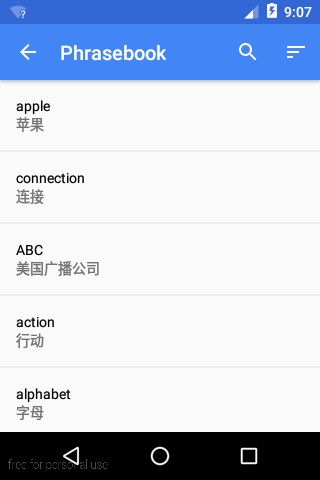 9:07
Phrasebook
apple
苹果
connection
连接
ABC
美国广播公司
action
行动
alphabet
字母
free for personal use